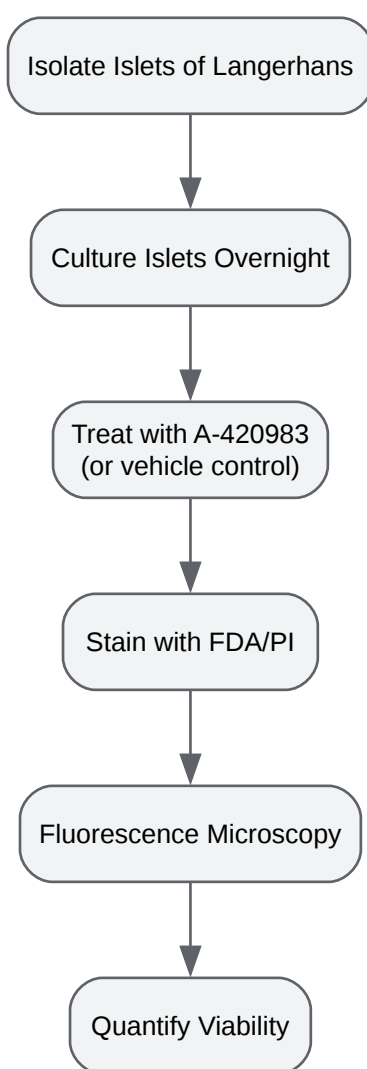 Isolate Islets of Langerhans
Culture Islets Overnight
Treat with A-420983
(or vehicle control)
Stain with FDA/PI
Fluorescence Microscopy
Quantify Viability